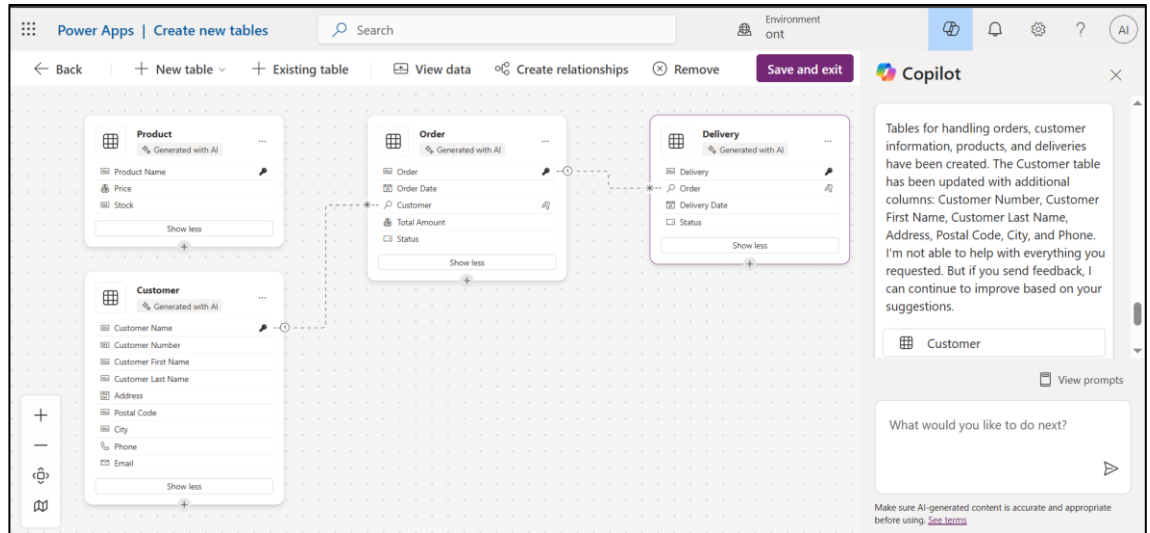 Power Apps | Create new tables
Search
Environment
ont
AI
Back
New table
Existing table
View data
Create relationships
Remove
Save and exit
Product
Generated with AI
...
Product Name
Price
Stock
Show less
Customer
Generated with AI
...
Customer Name
1
Customer Number
Customer First Name
Customer Last Name
Address
Postal Code
City
Phone
Email
Show less
Order
Generated with AI
...
Order
1
Order Date
Customer
Total Amount
Status
Show less
Delivery
Generated with AI
...
Delivery
Order
Delivery Date
Status
Show less
Copilot
Tables for handling orders, customer
information, products, and deliveries
have been created. The Customer table
has been updated with additional
columns: Customer Number, Customer
First Name, Customer Last Name,
Address, Postal Code, City, and Phone.
I'm not able to help with everything you
requested. But if you send feedback, I
can continue to improve based on your
suggestions.
Customer
View prompts
What would you like to do next?
Make sure AI-generated content is accurate and appropriate
before using. See terms